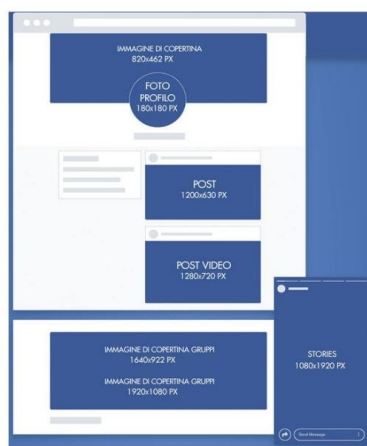 IMMAGINE DI COPERTINA
820x462 PX
FOTO
PROFILO
180x180 PX
POST
1200x630 PX
POST VIDEO
1280x720 PX
IMMAGINE DI COPERTINA GRUPPI
1640x922 PX
IMMAGINE DI COPERTINA GRUPPI
1920x1080 PX
STORIES
1080x1920 PX
Send Message